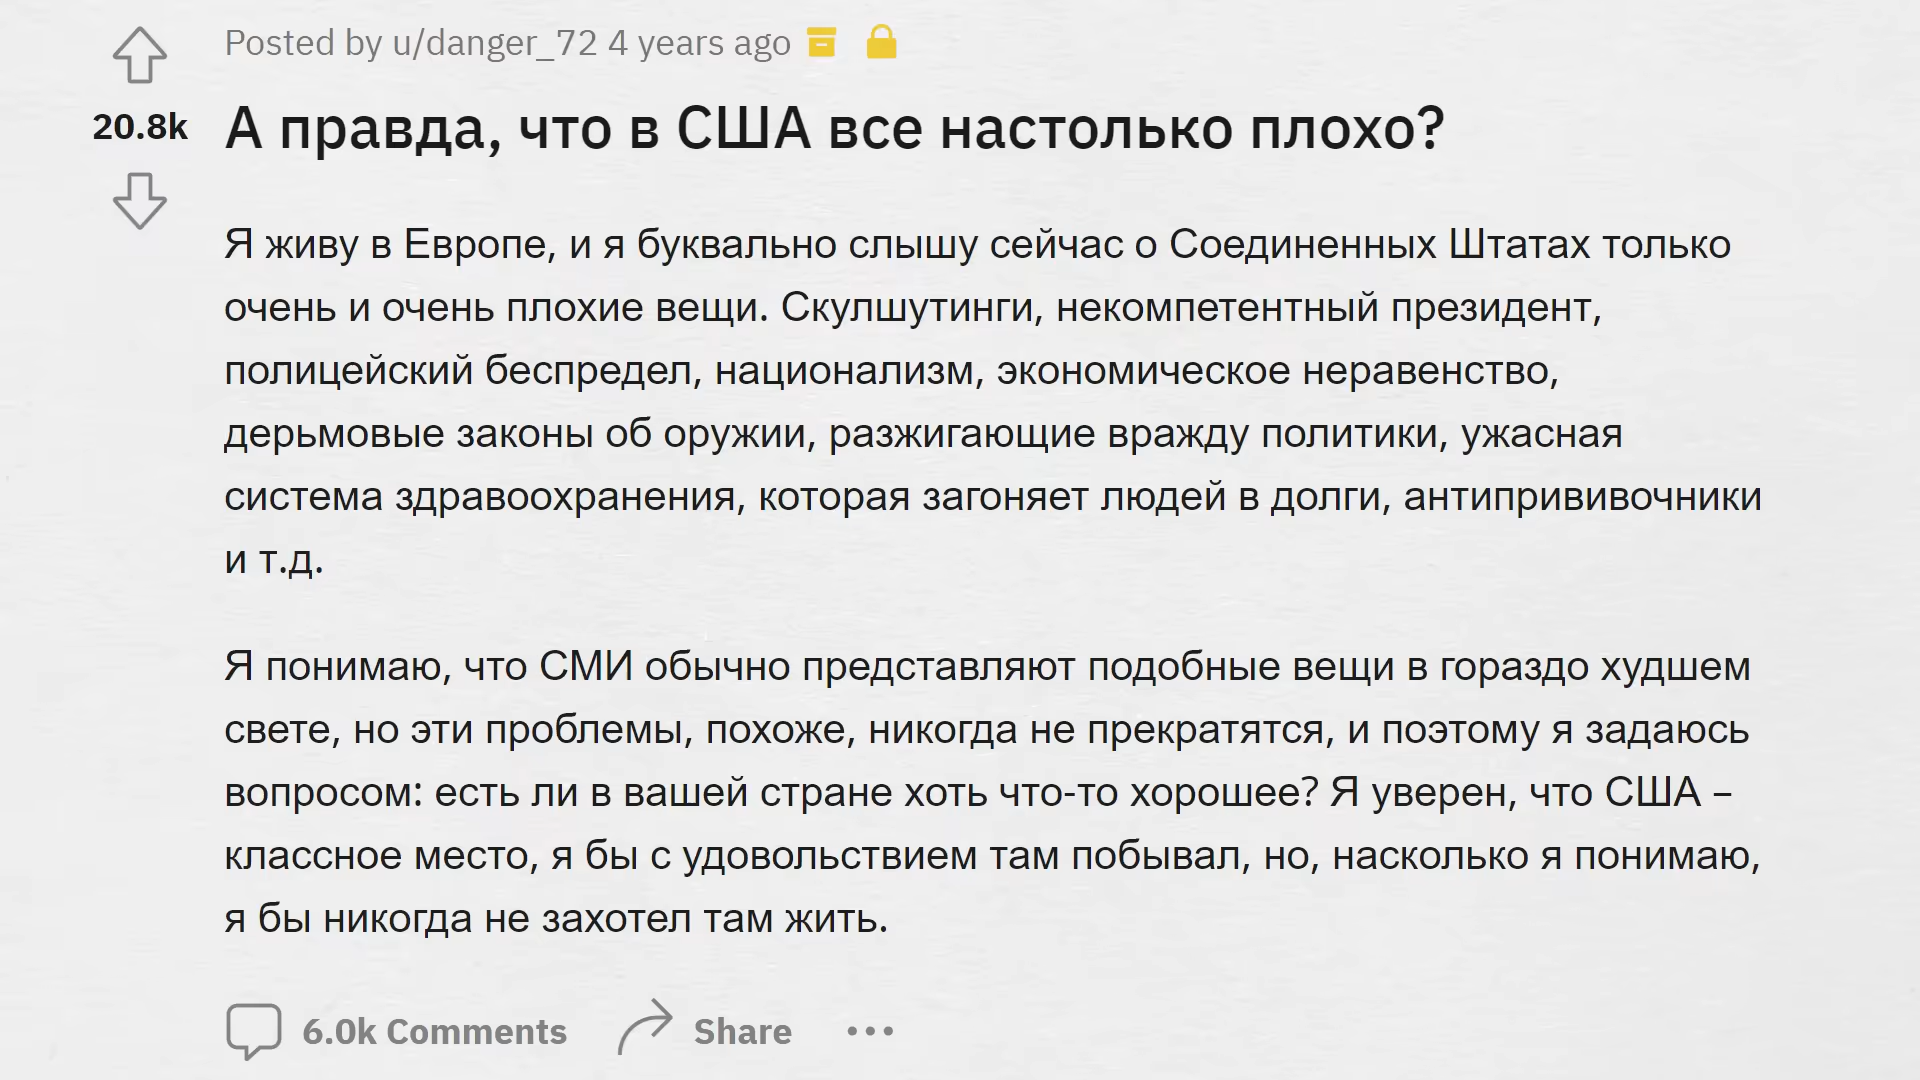 Posted by u/danger_72 4 years ago
20.8k
А правда, что в США все настолько плохо?
Я живу в Европе, и я буквально слышу сейчас о Соединенных Штатах только
очень и очень плохие вещи. Скулшутинги, некомпетентный президент,
полицейский беспредел, национализм, экономическое неравенство,
дерьмовые законы об оружии, разжигающие вражду политики, ужасная
система здравоохранения, которая загоняет людей в долги, антипрививочники
и т.д.
Я понимаю, что СМИ обычно представляют подобные вещи в гораздо худшем
свете, но эти проблемы, похоже, никогда не прекратятся, и поэтому я задаюсь
вопросом: есть ли в вашей стране хоть что-то хорошее? Я уверен, что США –
классное место, я бы с удовольствием там побывал, но, насколько я понимаю,
я бы никогда не захотел там жить.
6.0k Comments Share